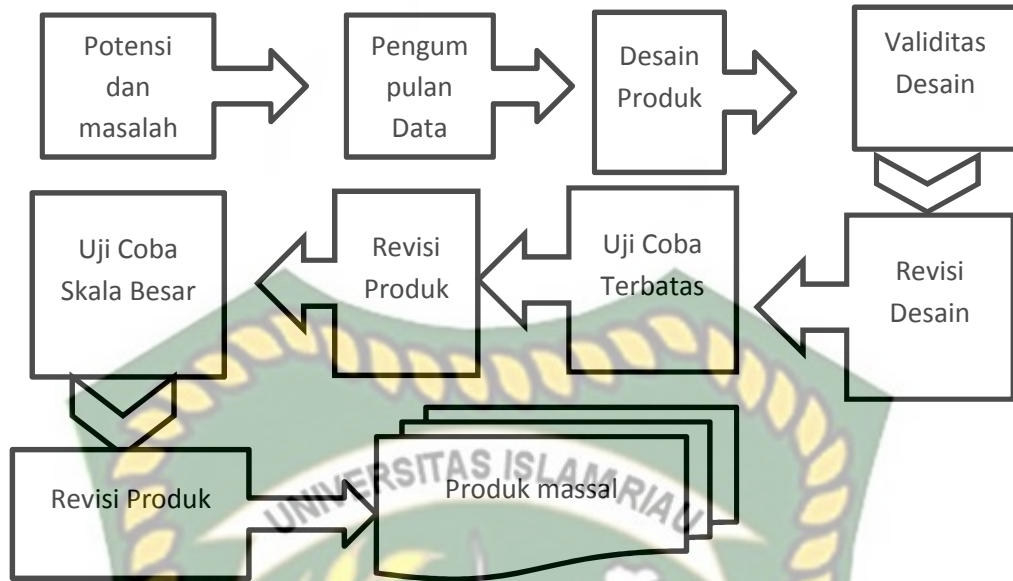 Potensi
dan
masalah
Pengum
pulan
Data
Desain
Produk
Validitas
Desain
Revisi
Desain
Uji Coba
Terbatas
Revisi
Produk
Uji Coba
Skala Besar
Revisi Produk
Produk massal
UNIVERSITAS ISLAM RIAU